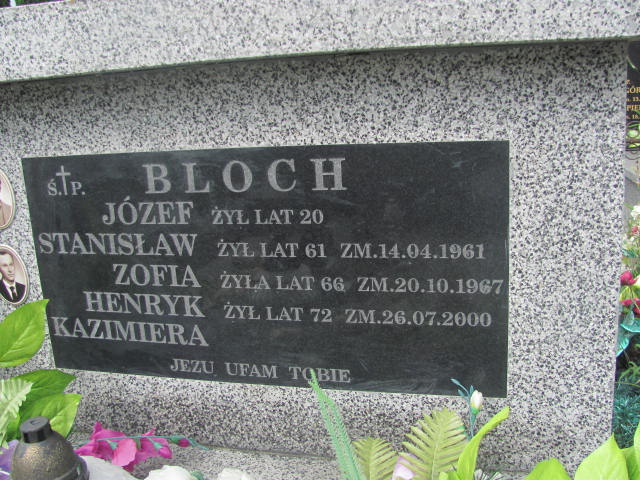 Ś.†P. BLOCH
JÓZEF ŻYŁ LAT 20
STANISŁAW ŻYŁ LAT 61 ZM.14.04.1961
ZOFIA ŻYŁA LAT 66 ZM.20.10.1967
HENRYK ŻYŁ LAT 72 ZM.26.07.2000
KAZIMIERA
JEZU UFAM TOBIE